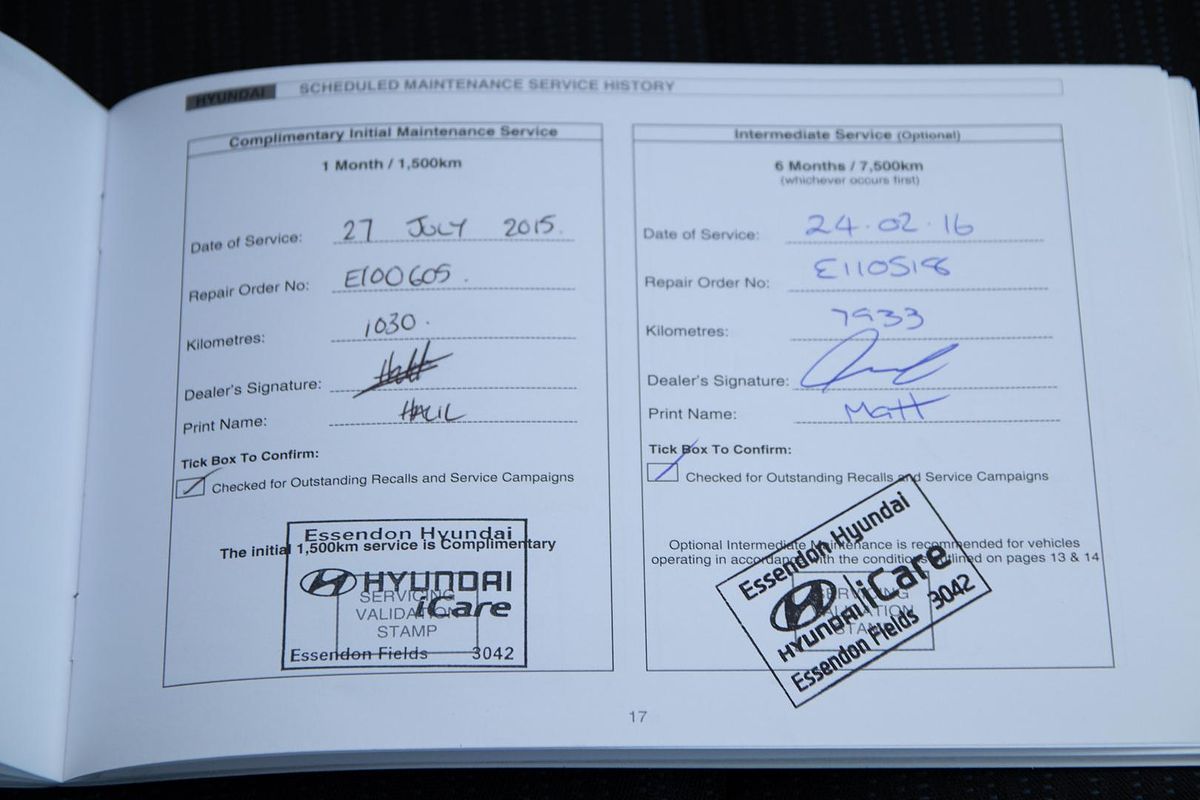 HYUNDAI SCHEDULED MAINTENANCE SERVICE HISTORY
Complimentary Initial Maintenance Service
1 Month / 1,500km
Date of Service: 27 JULY 2015.
Repair Order No: E100605.
Kilometres: 1030.
Dealer's Signature:
Print Name: HALIL
Tick Box To Confirm:
Checked for Outstanding Recalls and Service Campaigns
The initial 1,500km service is Complimentary
SERVICING
VALIDATION
STAMP
Essendon Hyundai
HYUNDAI
iCare
Essendon Fields 3042
Intermediate Service (Optional)
6 Months / 7,500km
(whichever occurs first)
Date of Service: 24.02.16
Repair Order No: E1105186
Kilometres: 7933
Dealer's Signature:
Print Name: Matt
Tick Box To Confirm:
Checked for Outstanding Recalls and Service Campaigns
Optional Intermediate Maintenance is recommended for vehicles
operating in accordance with the conditions outlined on pages 13 & 14
SERVICING
VALIDATION
STAMP
Essendon Hyundai
HYUNDAI iCare
Essendon Fields 3042
17